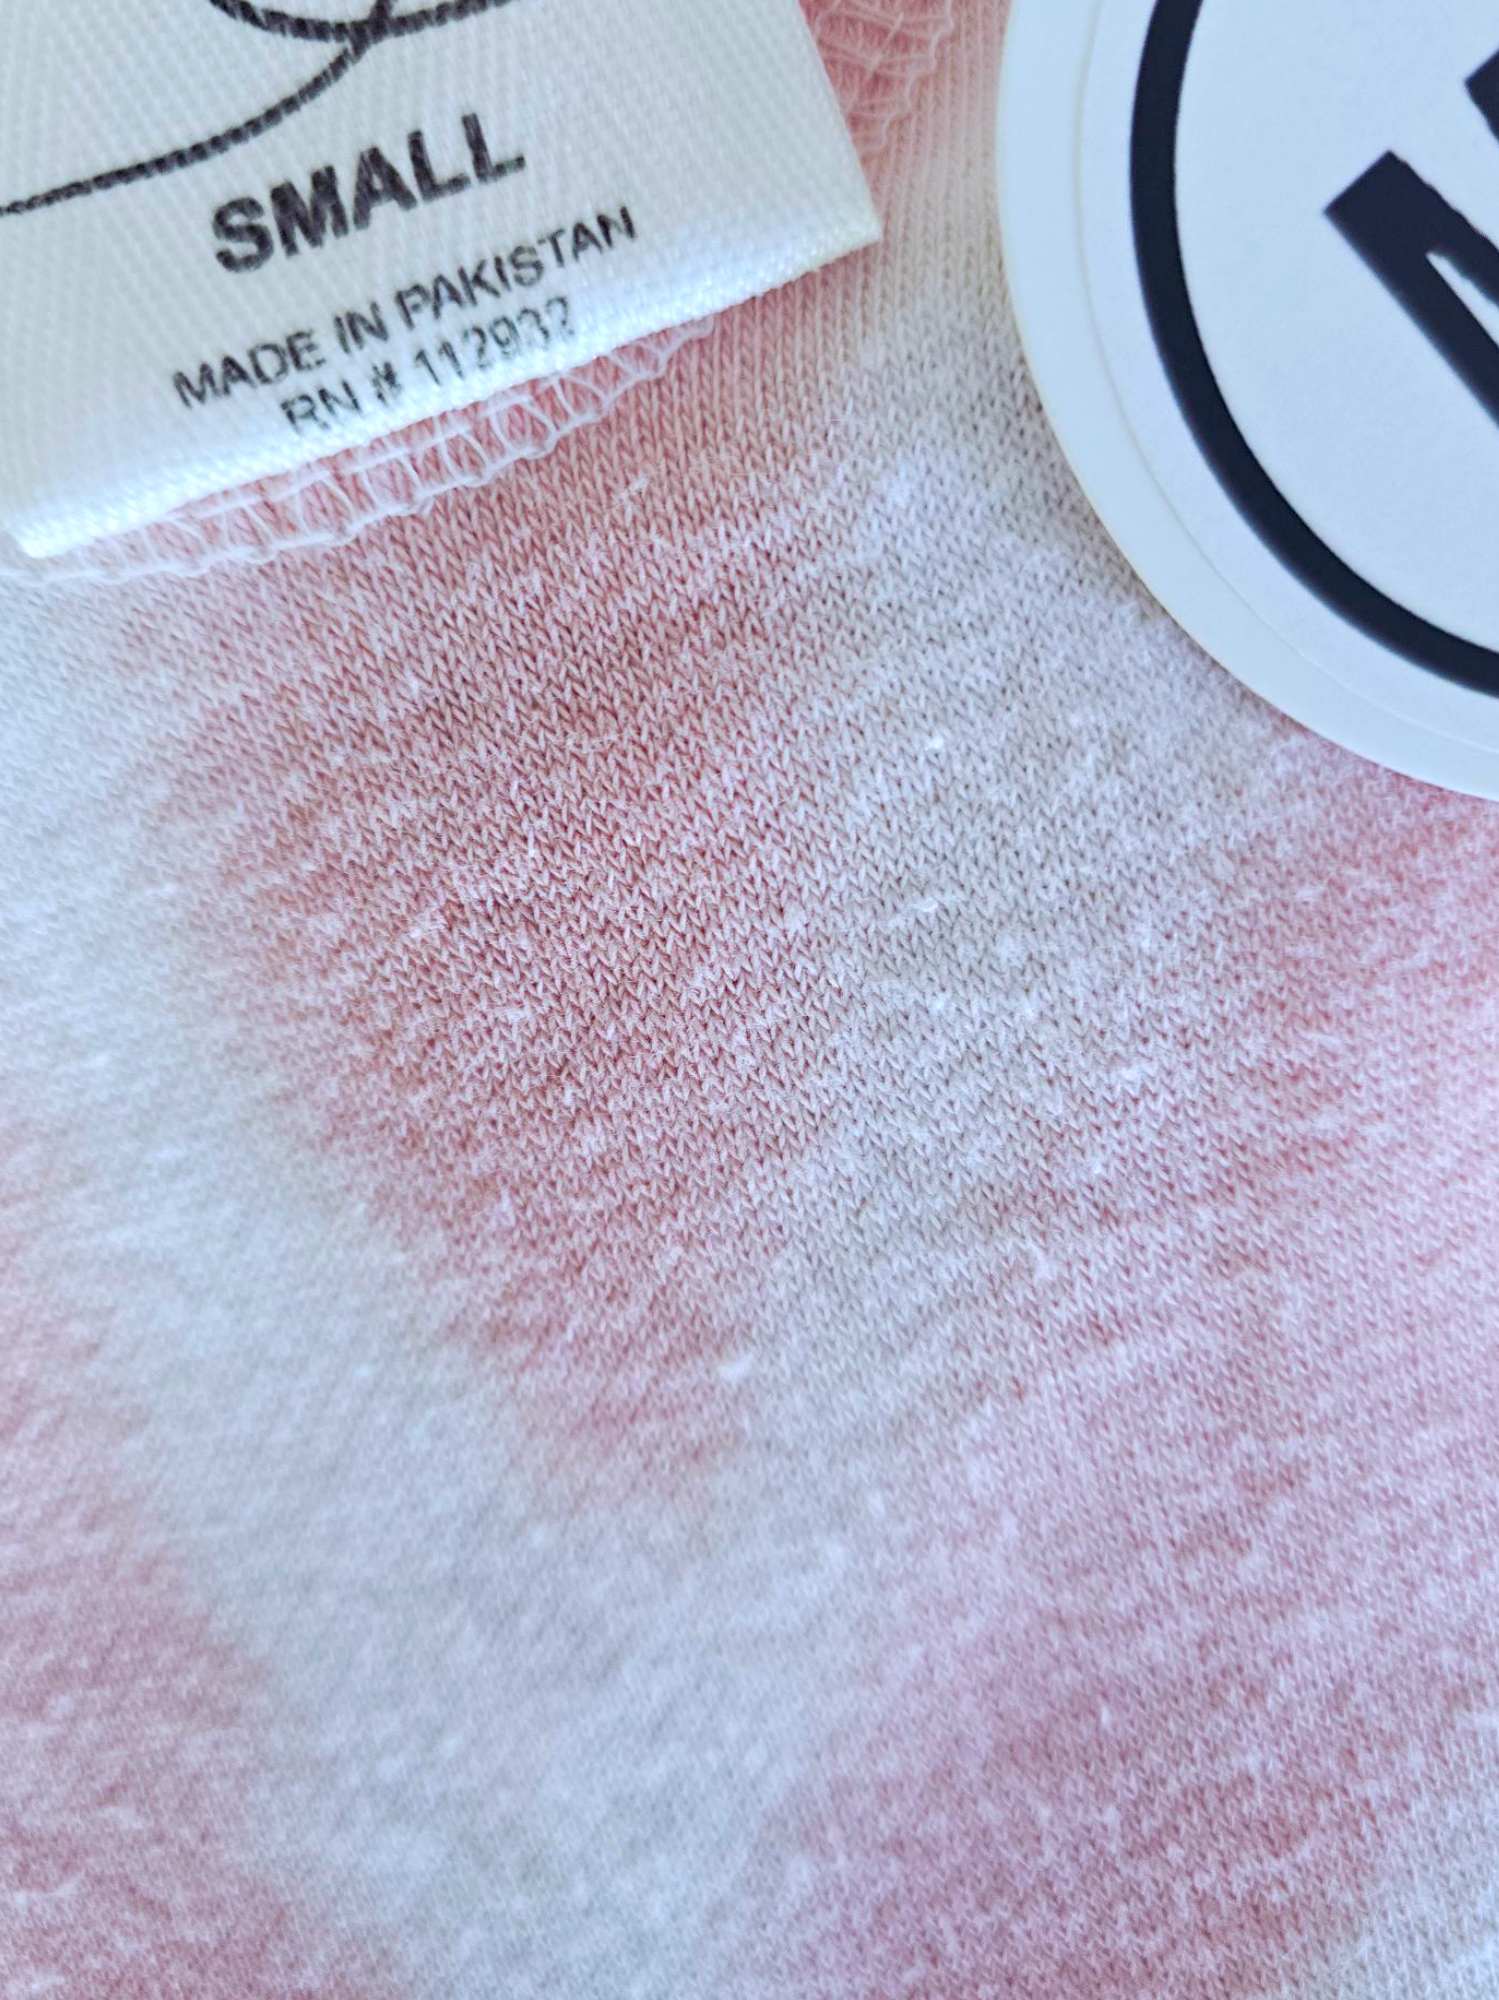 SMALL
MADE IN PAKISTAN
RN # 112932